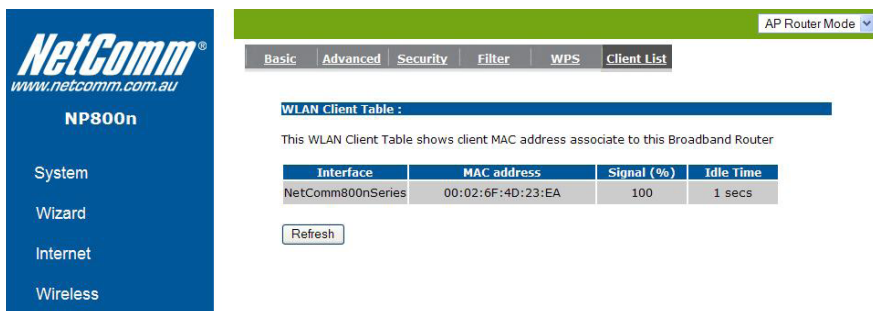 AP Router Mode
NetComm®
www.netcomm.com.au
NP800n
System
Wizard
Internet
Wireless
Basic Advanced Security Filter WPS Client List
WLAN Client Table :
This WLAN Client Table shows client MAC address associate to this Broadband Router
Interface MAC address Signal (%) Idle Time
NetComm800nSeries 00:02:6F:4D:23:EA 100 1 secs
Refresh